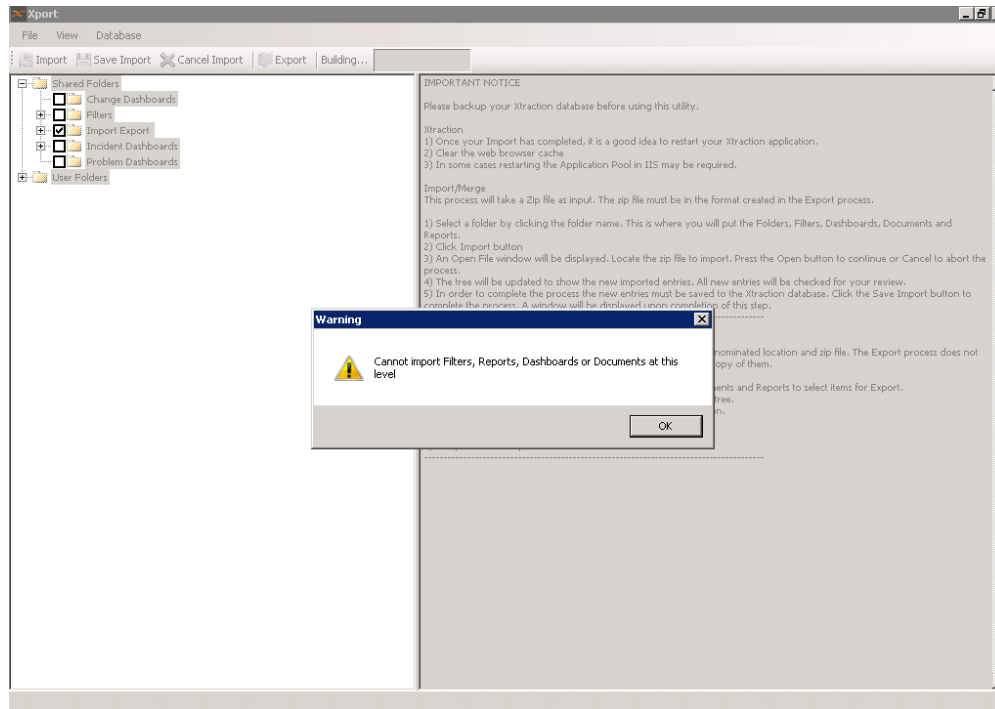 Xport
File View Database
Import Save Import Cancel Import Export Building...
Shared Folders
Change Dashboards
Filters
Import Export
Incident Dashboards
Problem Dashboards
User Folders
IMPORTANT NOTICE
Please backup your Xtraction database before using this utility.
Xtraction
1) Once your Import has completed, it is a good idea to restart your Xtraction application.
2) Clear the web browser cache
3) In some cases restarting the Application Pool in IIS may be required.
Import/Merge
This process will take a Zip file as input. The zip file must be in the format created in the Export process.
1) Select a folder by clicking the folder name. This is where you will put the Folders, Filters, Dashboards, Documents and
Reports.
2) Click Import button
3) An Open File window will be displayed. Locate the zip file to import. Press the Open button to continue or Cancel to abort the
process.
4) The tree will be updated to show the new imported entries. All new entries will be checked for your review.
5) In order to complete the process the new entries must be saved to the Xtraction database. Click the Save Import button to
complete the process. A window will be displayed upon completion of this step.
nominated location and zip file. The Export process does not
opy of them.
ents and Reports to select items for Export.
tree.
n.
Warning
Cannot import Filters, Reports, Dashboards or Documents at this
level
OK